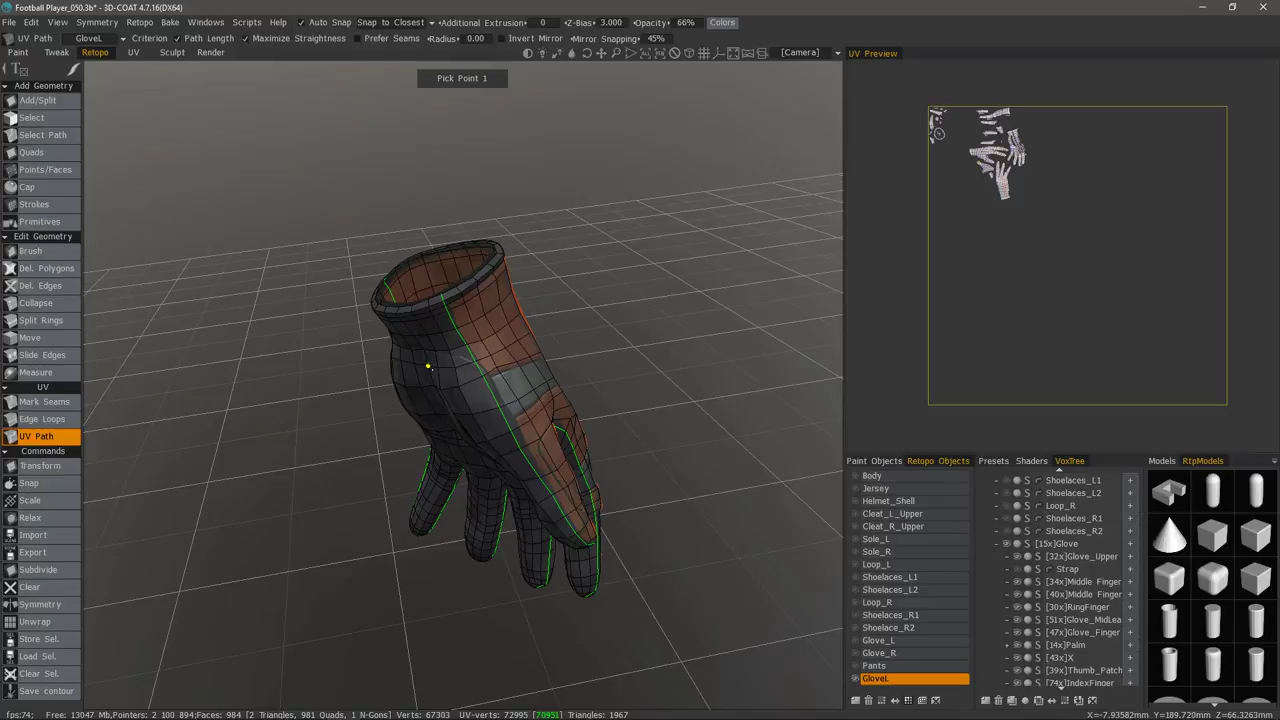 Football Player_050.3b* - 3D-COAT 4.7.16(DX64)
File Edit View Symmetry Retopo Bake Windows Scripts Help Auto Snap Snap to Closest Additional Extrusion 0 Z-Bias 3.000 Opacity 66% Colors
UV Path GloveL Criterion Path Length Maximize Straightness Prefer Seams Radius 0.00 Invert Mirror Mirror Snapping 45%
Paint Tweak Retopo UV Sculpt Render [Camera] UV Preview
Pick Point 1
Add Geometry
Add/Split
Select
Select Path
Quads
Points/Faces
Cap
Strokes
Primitives
Edit Geometry
Brush
Del. Polygons
Del. Edges
Collapse
Split Rings
Move
Slide Edges
Measure
UV
Mark Seams
Edge Loops
UV Path
Commands
Transform
Snap
Scale
Relax
Import
Export
Subdivide
Clear
Symmetry
Unwrap
Store Sel.
Load Sel.
Clear Sel.
Save contour
Paint Objects Retopo Objects Presets Shaders VoxTree Models RtpModels
Body
Jersey
Helmet_Shell
Cleat_L_Upper
Cleat_R_Upper
Sole_L
Sole_R
Loop_L
Shoelaces_L1
Shoelaces_L2
Loop_R
Shoelaces_R1
Shoelace_R2
Glove_L
Glove_R
Pants
GloveL
S Shoelaces_L1 +
S Shoelaces_L2 +
S Loop_R +
S Shoelaces_R1 +
S Shoelaces_R2 +
S [15x]Glove +
S [32x]Glove_Upper +
S Strap +
S [34x]Middle Finger +
S [40x]Middle Finger +
S [30x]RingFinger +
S [51x]Glove_MidLea +
S [47x]Glove_Finger +
S [14x]Palm +
S [43x]X +
S [39x]Thumb_Patch +
S [74x]IndexFinger +
fps:74; Free: 13047 Mb,Pointers: 2 100 894;Faces: 984 [2 Triangles, 981 Quads, 1 N-Gons] Verts: 67303 UV-verts: 72995 [70951] Triangles: 1967 X=-7.93582mm Y=189.720mm Z=66.3263mm